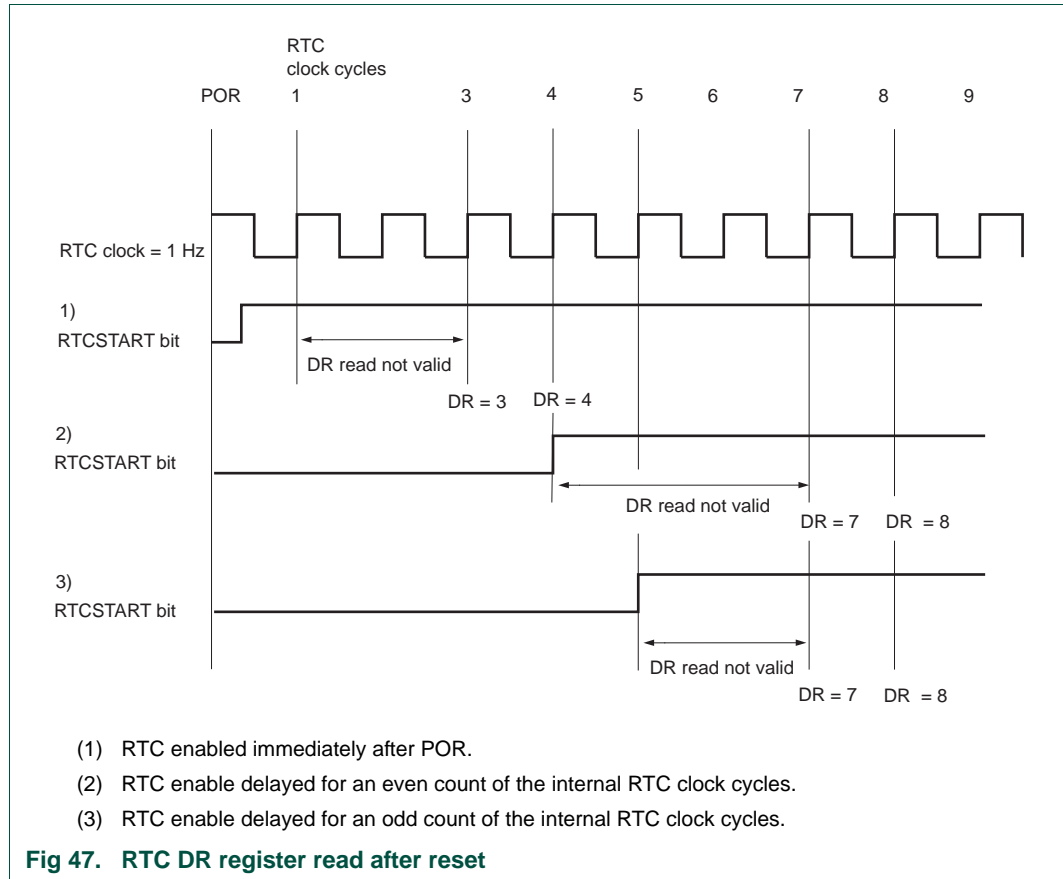 RTC
clock cycles
POR 1 3 4 5 6 7 8 9
RTC clock = 1 Hz
1)
RTCSTART bit
DR read not valid
DR = 3 DR = 4
2)
RTCSTART bit
DR read not valid
DR = 7 DR = 8
3)
RTCSTART bit
DR read not valid
DR = 7 DR = 8
(1) RTC enabled immediately after POR.
(2) RTC enable delayed for an even count of the internal RTC clock cycles.
(3) RTC enable delayed for an odd count of the internal RTC clock cycles.
Fig 47. RTC DR register read after reset